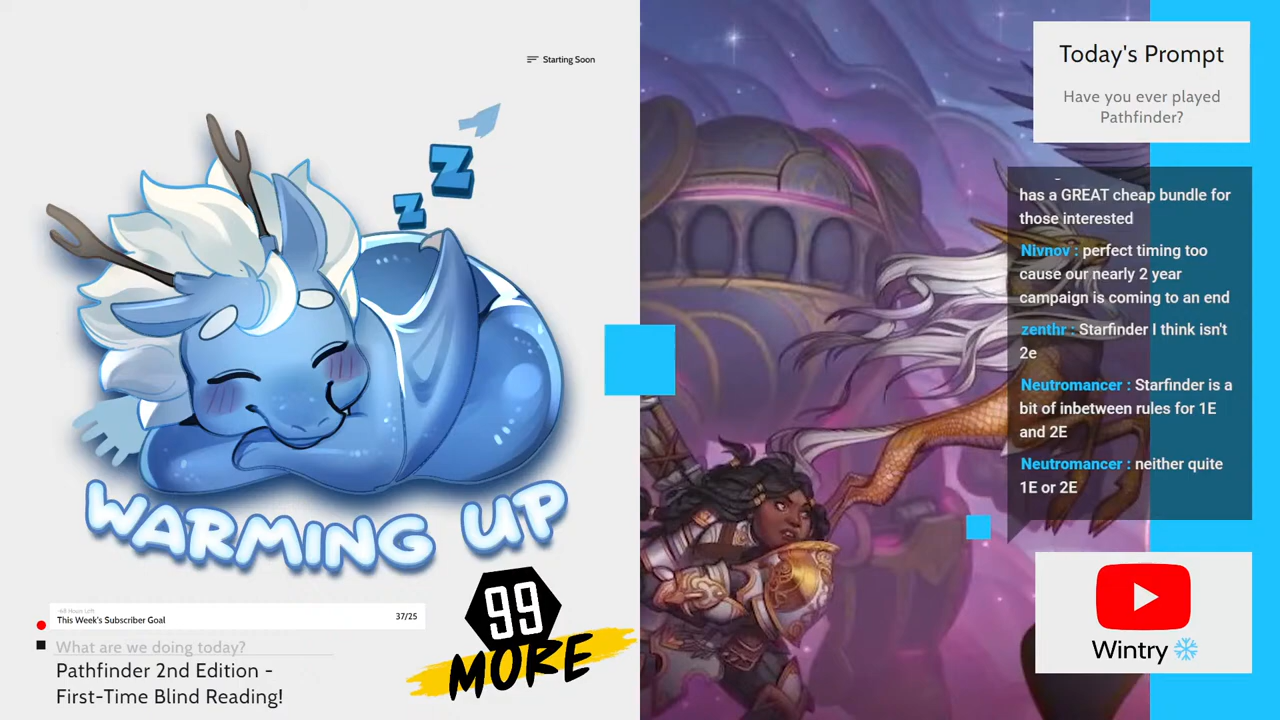 Starting Soon
Z
Z
WARMING UP
-68 Hours Left
This Week's Subscriber Goal
37/25
What are we doing today?
Pathfinder 2nd Edition -
First-Time Blind Reading!
99
MORE
Today's Prompt
Have you ever played
Pathfinder?
has a GREAT cheap bundle for
those interested
Nivnov : perfect timing too
cause our nearly 2 year
campaign is coming to an end
zenthr : Starfinder I think isn't
2e
Neutromancer : Starfinder is a
bit of inbetween rules for 1E
and 2E
Neutromancer : neither quite
1E or 2E
Wintry